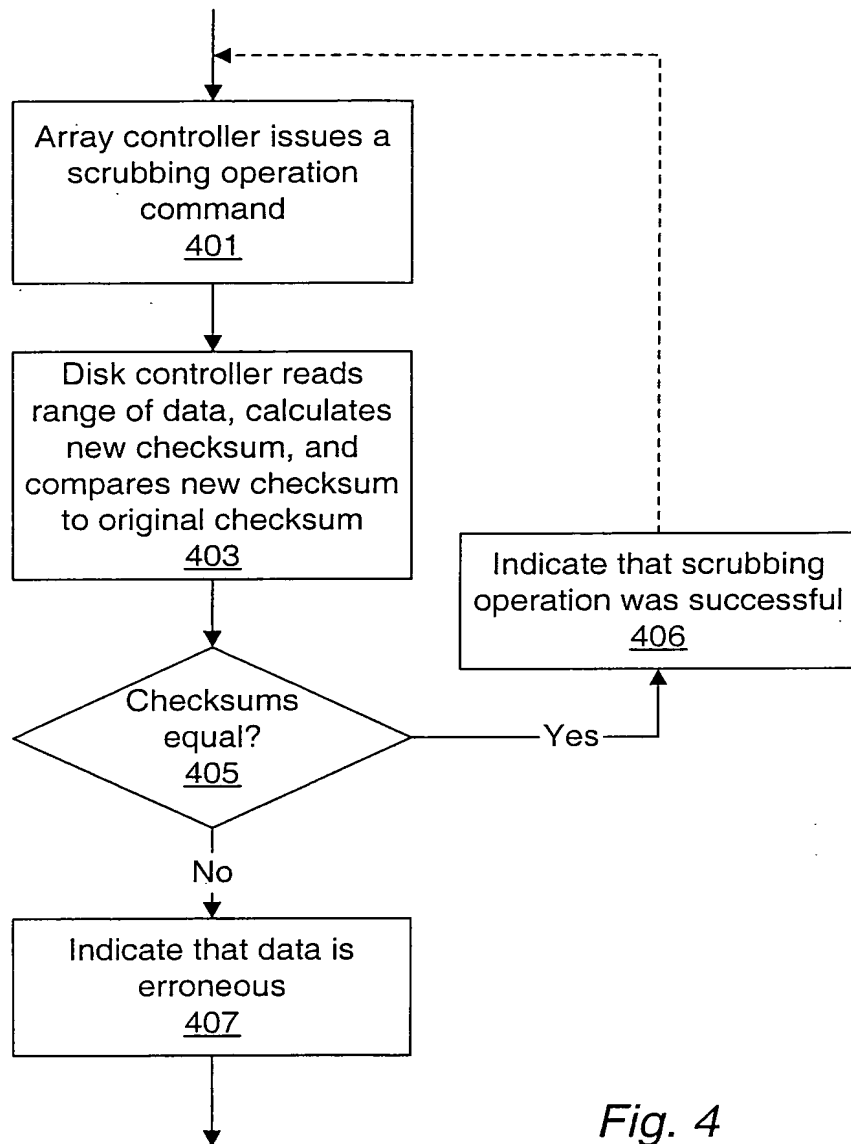 Array controller issues a
scrubbing operation
command
401
Disk controller reads
range of data, calculates
new checksum, and
compares new checksum
to original checksum
403
Indicate that scrubbing
operation was successful
406
Checksums
equal?
405
Yes
No
Indicate that data is
erroneous
407
Fig. 4